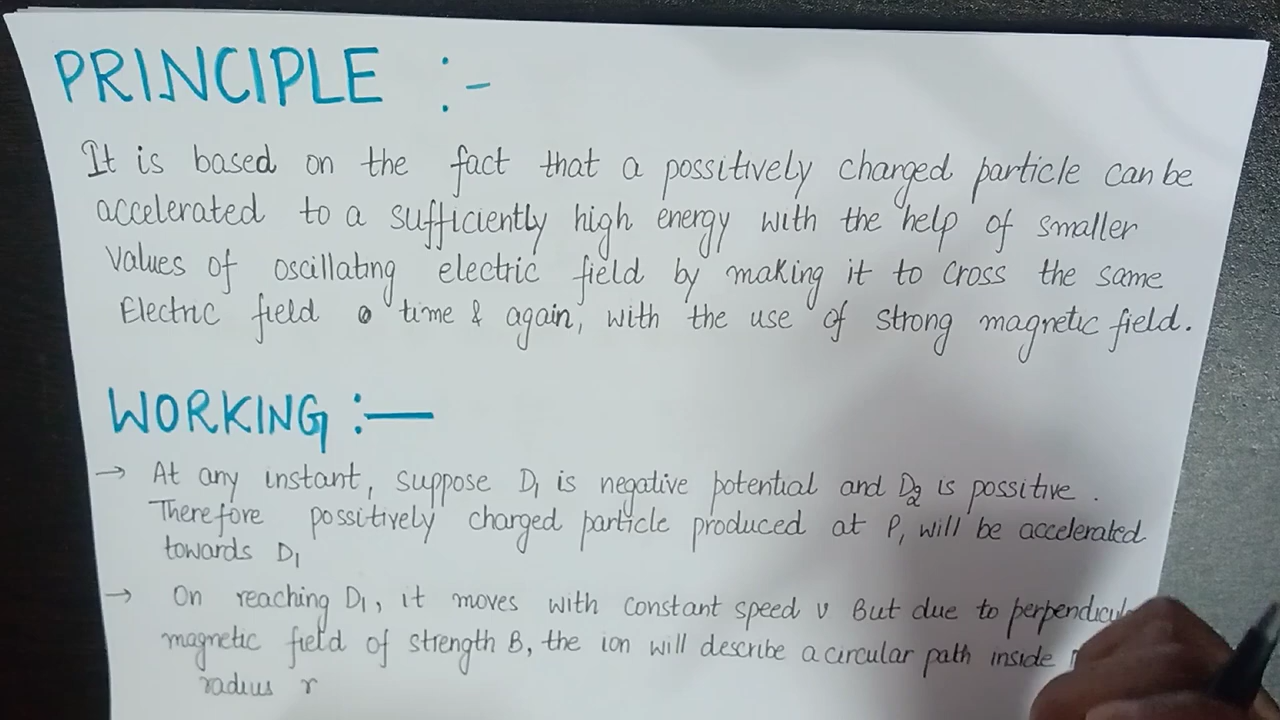 PRINCIPLE :-
It is based on the fact that a possitively charged particle can be
accelerated to a sufficiently high energy with the help of smaller
values of oscillating electric field by making it to cross the same
Electric field time & again, with the use of strong magnetic field.
WORKING :—
→ At any instant, suppose D1 is negative potential and D2 is possitive.
Therefore possitively charged particle produced at P, will be accelerated
towards D1
→ On reaching D1, it moves with constant speed v But due to
magnetic field of strength B, the ion will describe a circular path inside
radius r